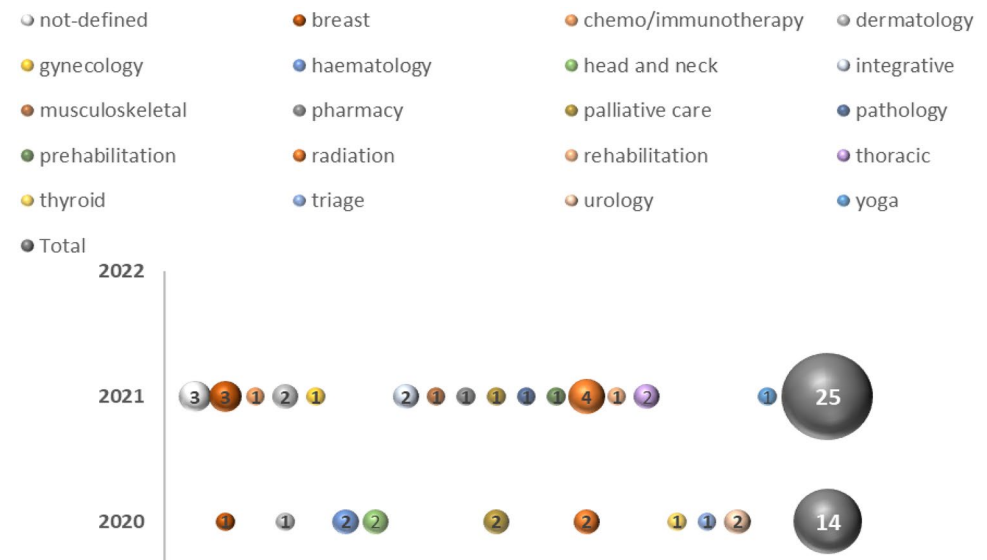 not-defined breast chemo/immunotherapy dermatology
gynecology haematology head and neck integrative
musculoskeletal pharmacy palliative care pathology
prehabilitation radiation rehabilitation thoracic
thyroid triage urology yoga
Total
2022
2021 3 3 1 2 1 2 1 1 1 1 1 4 1 2 1 25
2020 1 1 2 2 2 2 1 1 2 14